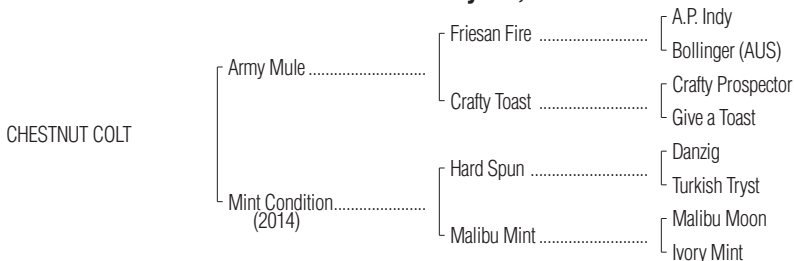 A.P. Indy
Friesan Fire ..........................
Bollinger (AUS)
Army Mule ............................
Crafty Prospector
Crafty Toast ..........................
Give a Toast
CHESTNUT COLT
Danzig
Hard Spun ............................
Turkish Tryst
Mint Condition......................
(2014)
Malibu Moon
Malibu Mint ..........................
Ivory Mint